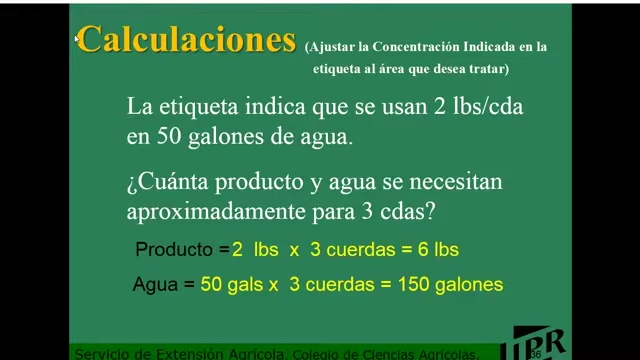 Calculaciones (Ajustar la Concentración Indicada en la
etiqueta al área que desea tratar)
La etiqueta indica que se usan 2 lbs/cda
en 50 galones de agua.
¿Cuánta producto y agua se necesitan
aproximadamente para 3 cdas?
Producto = 2 lbs x 3 cuerdas = 6 lbs
Agua = 50 gals x 3 cuerdas = 150 galones
UPR
36
Servicio de Extensión Agrícola, Colegio de Ciencias Agrícolas,